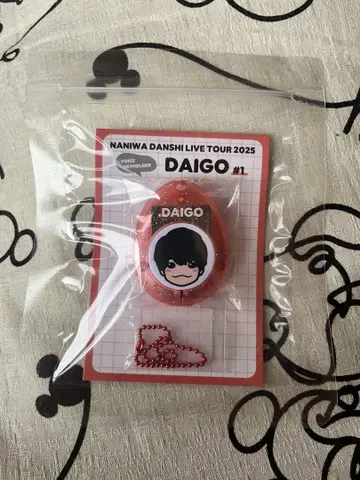 NANIWA DANSHI LIVE TOUR 2025
VOICE
KEYHOLDER
DAIGO #1
.DAIGO